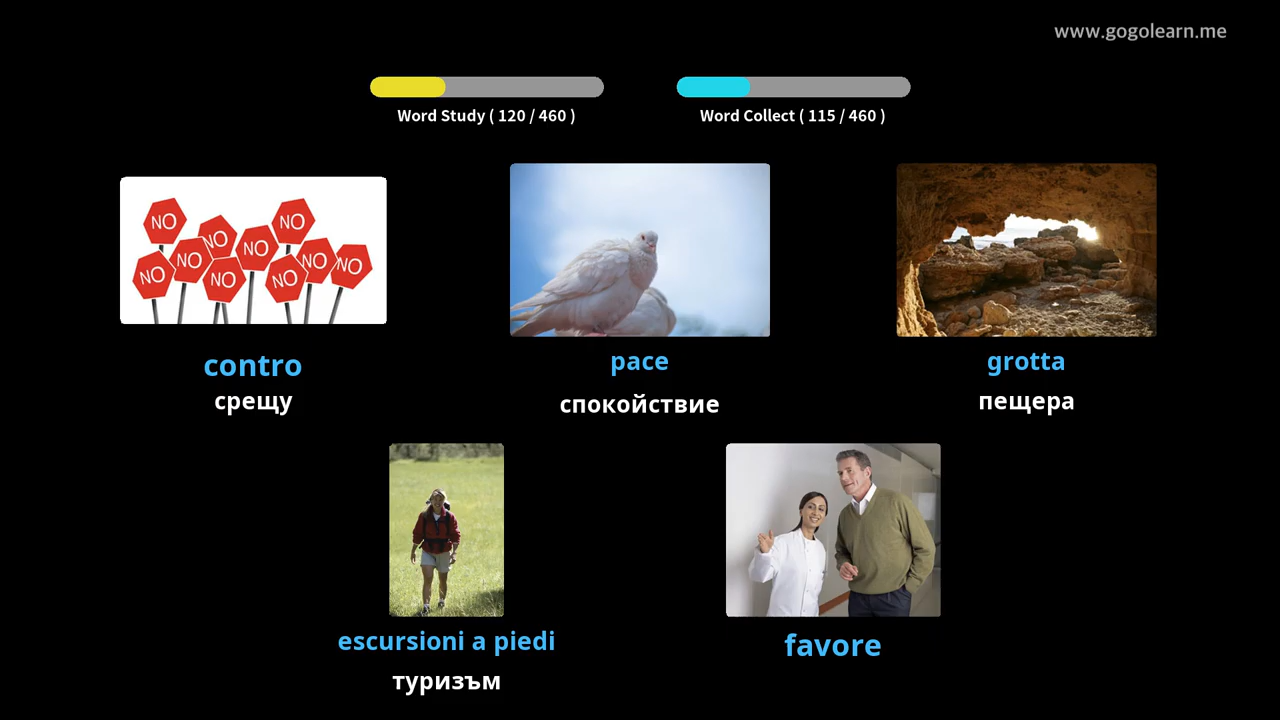 www.gogolearn.me
Word Study ( 120 / 460 )
Word Collect ( 115 / 460 )
NO
NO
NO
NO
NO
NO
NO
NO
NO
contro
срещу
pace
спокойствие
grotta
пещера
escursioni a piedi
туризъм
favore